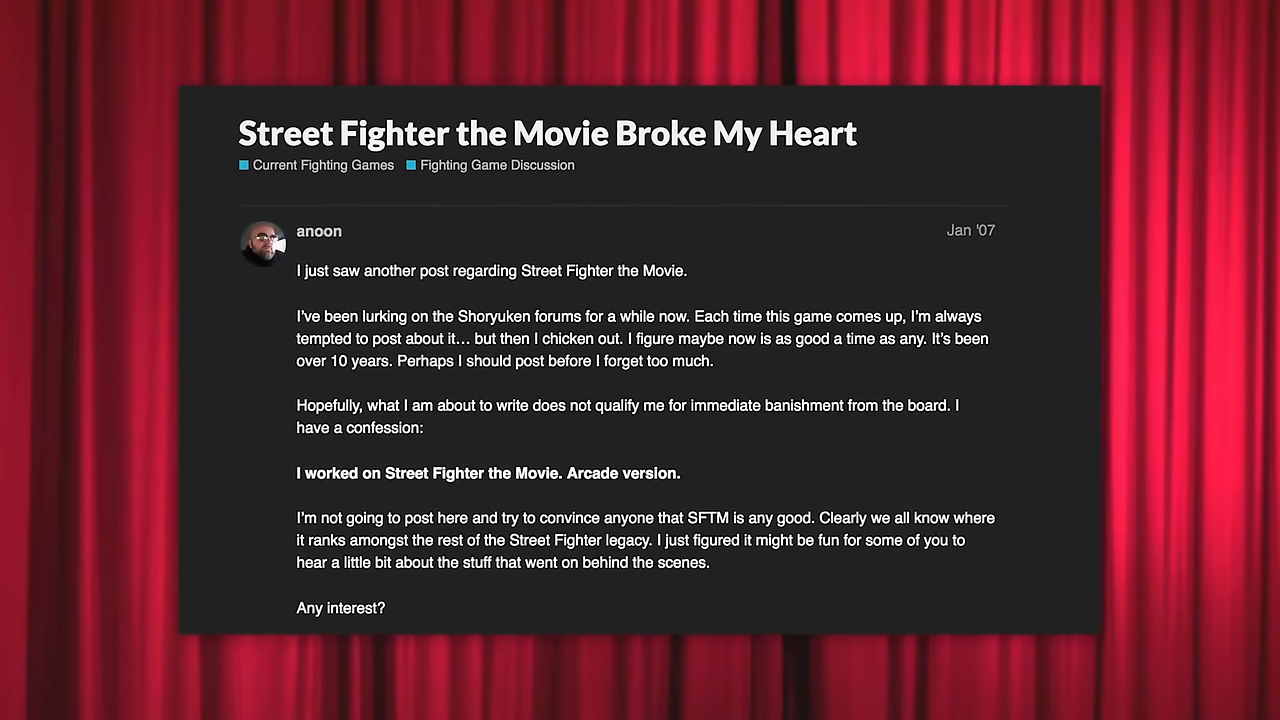 Street Fighter the Movie Broke My Heart
Current Fighting Games Fighting Game Discussion
anoon Jan '07
I just saw another post regarding Street Fighter the Movie.
I’ve been lurking on the Shoryuken forums for a while now. Each time this game comes up, I’m always
tempted to post about it… but then I chicken out. I figure maybe now is as good a time as any. It’s been
over 10 years. Perhaps I should post before I forget too much.
Hopefully, what I am about to write does not qualify me for immediate banishment from the board. I
have a confession:
I worked on Street Fighter the Movie. Arcade version.
I’m not going to post here and try to convince anyone that SFTM is any good. Clearly we all know where
it ranks amongst the rest of the Street Fighter legacy. I just figured it might be fun for some of you to
hear a little bit about the stuff that went on behind the scenes.
Any interest?